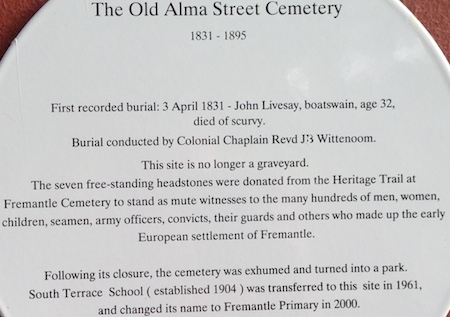 The Old Alma Street Cemetery
1831 - 1895
First recorded burial: 3 April 1831 - John Livesay, boatswain, age 32,
died of scurvy.
Burial conducted by Colonial Chaplain Revd Wittenoom.
This site is no longer a graveyard.
The seven free-standing headstones were donated from the Heritage Trail at
Fremantle Cemetery to stand as mute witnesses to the many hundreds of men, women,
children, seamen, army officers, convicts, their guards and others who made up the early
European settlement of Fremantle.
Following its closure, the cemetery was exhumed and turned into a park.
South Terrace School ( established 1904 ) was transferred to this site in 1961,
and changed its name to Fremantle Primary in 2000.